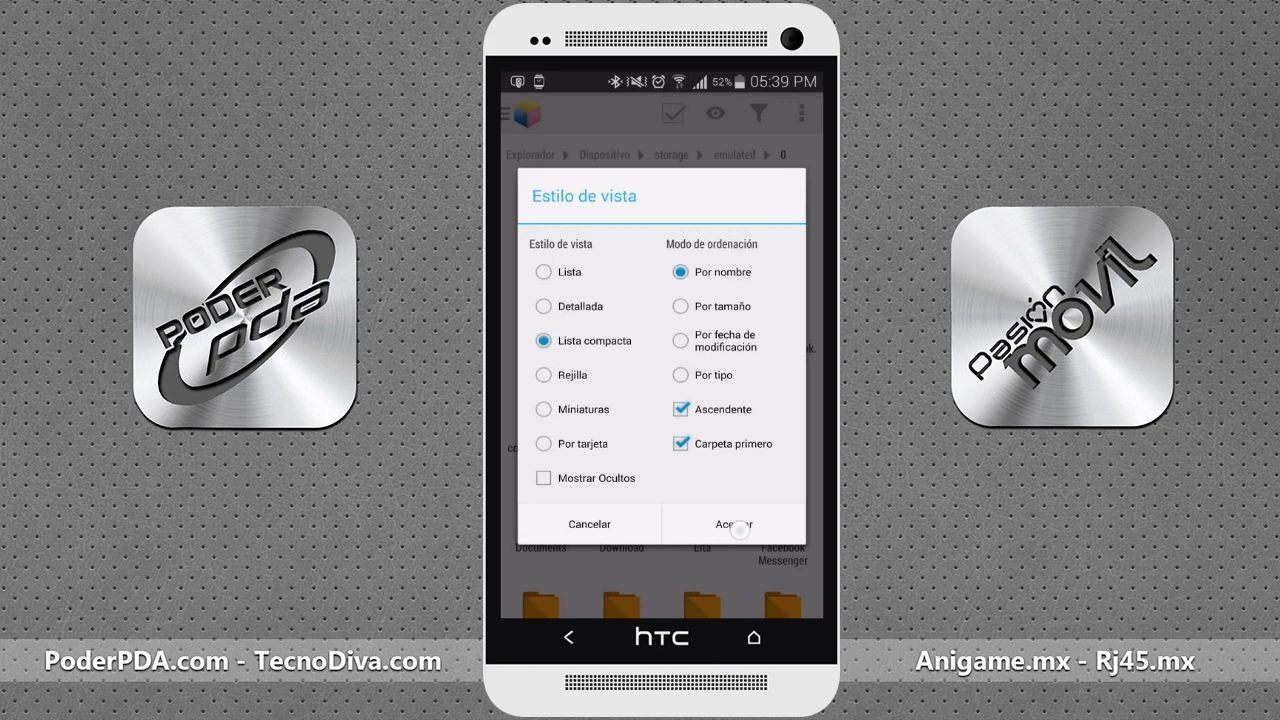 52% 05:39 PM
Explorador Dispositivo storage emulated 0
Estilo de vista
Estilo de vista Modo de ordenación
Lista Por nombre
Detallada Por tamaño
Lista compacta Por fecha de modificación
Rejilla Por tipo
Miniaturas Ascendente
Por tarjeta Carpeta primero
Mostrar Ocultos
Cancelar
Documents Download Facebook
Messenger
hTC
PODER
pda
Pasión
movil
PoderPDA.com - TecnoDiva.com
Anigame.mx - Rj45.mx